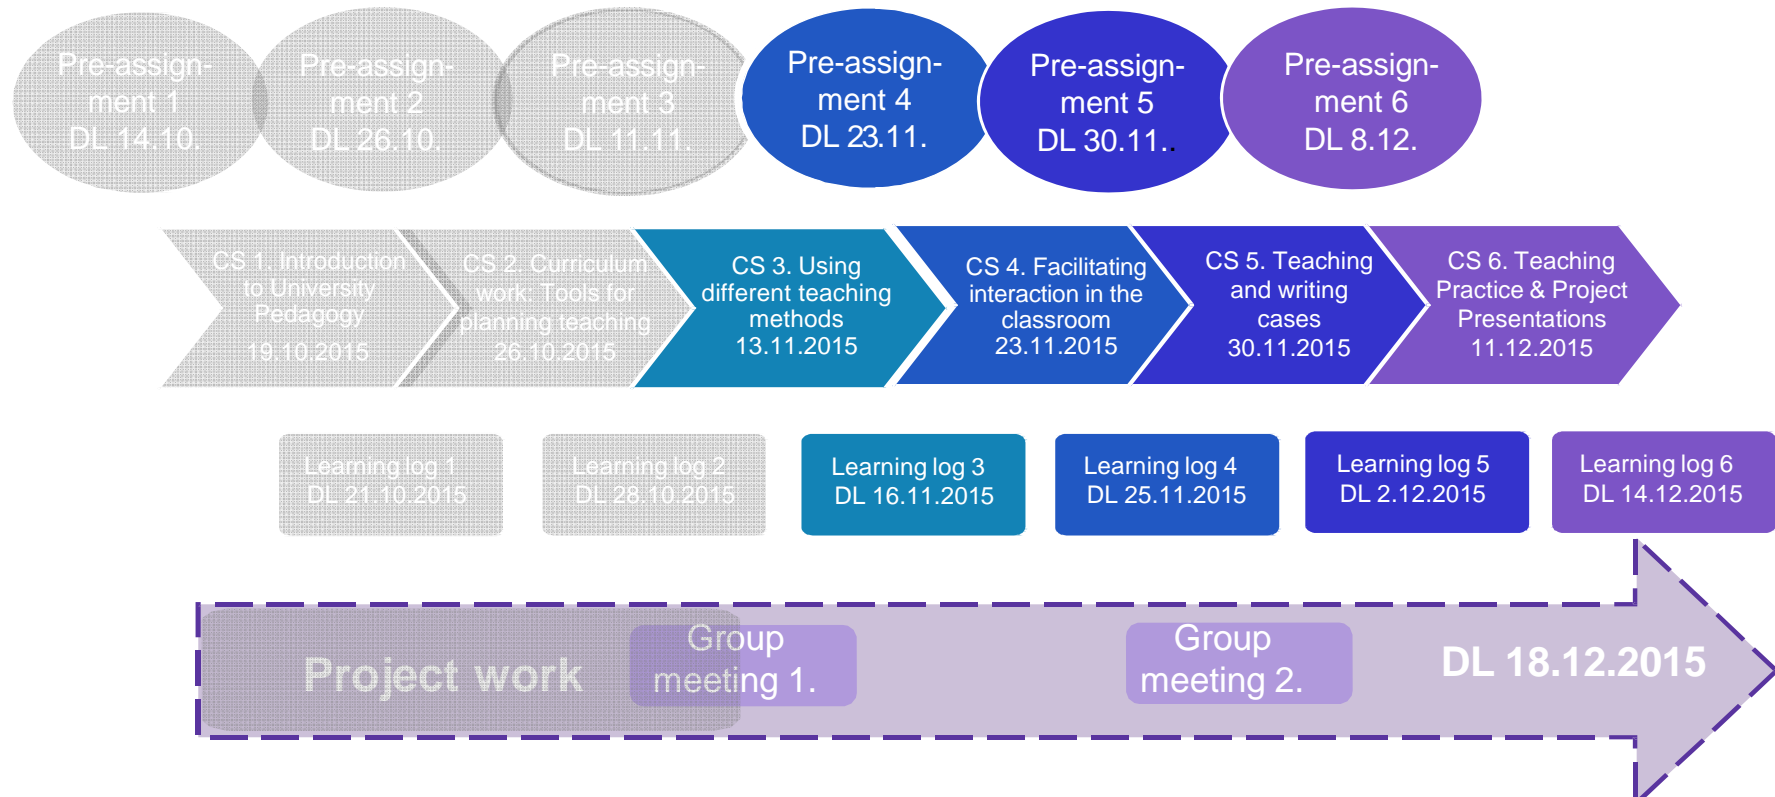 Pre-assign-
ment 1
DL 14.10.
Pre-assign-
ment 2
DL 26.10.
Pre-assign-
ment 3
DL 11.11.
Pre-assign-
ment 4
DL 23.11.
Pre-assign-
ment 5
DL 30.11..
Pre-assign-
ment 6
DL 8.12.
CS 1. Introduction
to University
Pedagogy
19.10.2015
CS 2. Curriculum
work: Tools for
planning teaching
26.10.2015
CS 3. Using
different teaching
methods
13.11.2015
CS 4. Facilitating
interaction in the
classroom
23.11.2015
CS 5. Teaching
and writing
cases
30.11.2015
CS 6. Teaching
Practice & Project
Presentations
11.12.2015
Learning log 1
DL 21.10.2015
Learning log 2
DL 28.10.2015
Learning log 3
DL 16.11.2015
Learning log 4
DL 25.11.2015
Learning log 5
DL 2.12.2015
Learning log 6
DL 14.12.2015
Project work
Group
meeting 1.
Group
meeting 2.
DL 18.12.2015